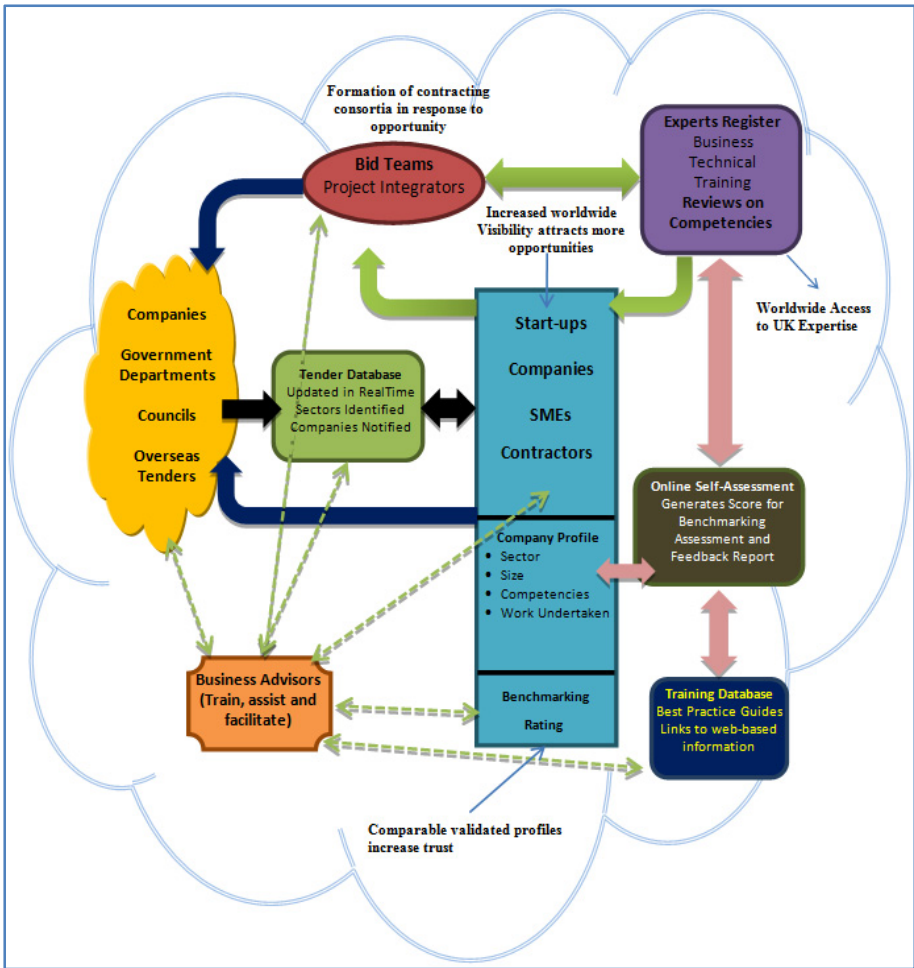 Formation of contracting
consortia in response to
opportunity
Bid Teams
Project Integrators
Experts Register
Business
Technical
Training
Reviews on
Competencies
Increased worldwide
Visibility attracts more
opportunities
Worldwide Access
to UK Expertise
Companies
Government
Departments
Councils
Overseas
Tenders
Tender Database
Updated in RealTime
Sectors Identified
Companies Notified
Start-ups
Companies
SMEs
Contractors
Company Profile
• Sector
• Size
• Competencies
• Work Undertaken
Benchmarking
Rating
Online Self-Assessment
Generates Score for
Benchmarking
Assessment and
Feedback Report
Business Advisors
(Train, assist and
facilitate)
Training Database
Best Practice Guides
Links to web-based
information
Comparable validated profiles
increase trust